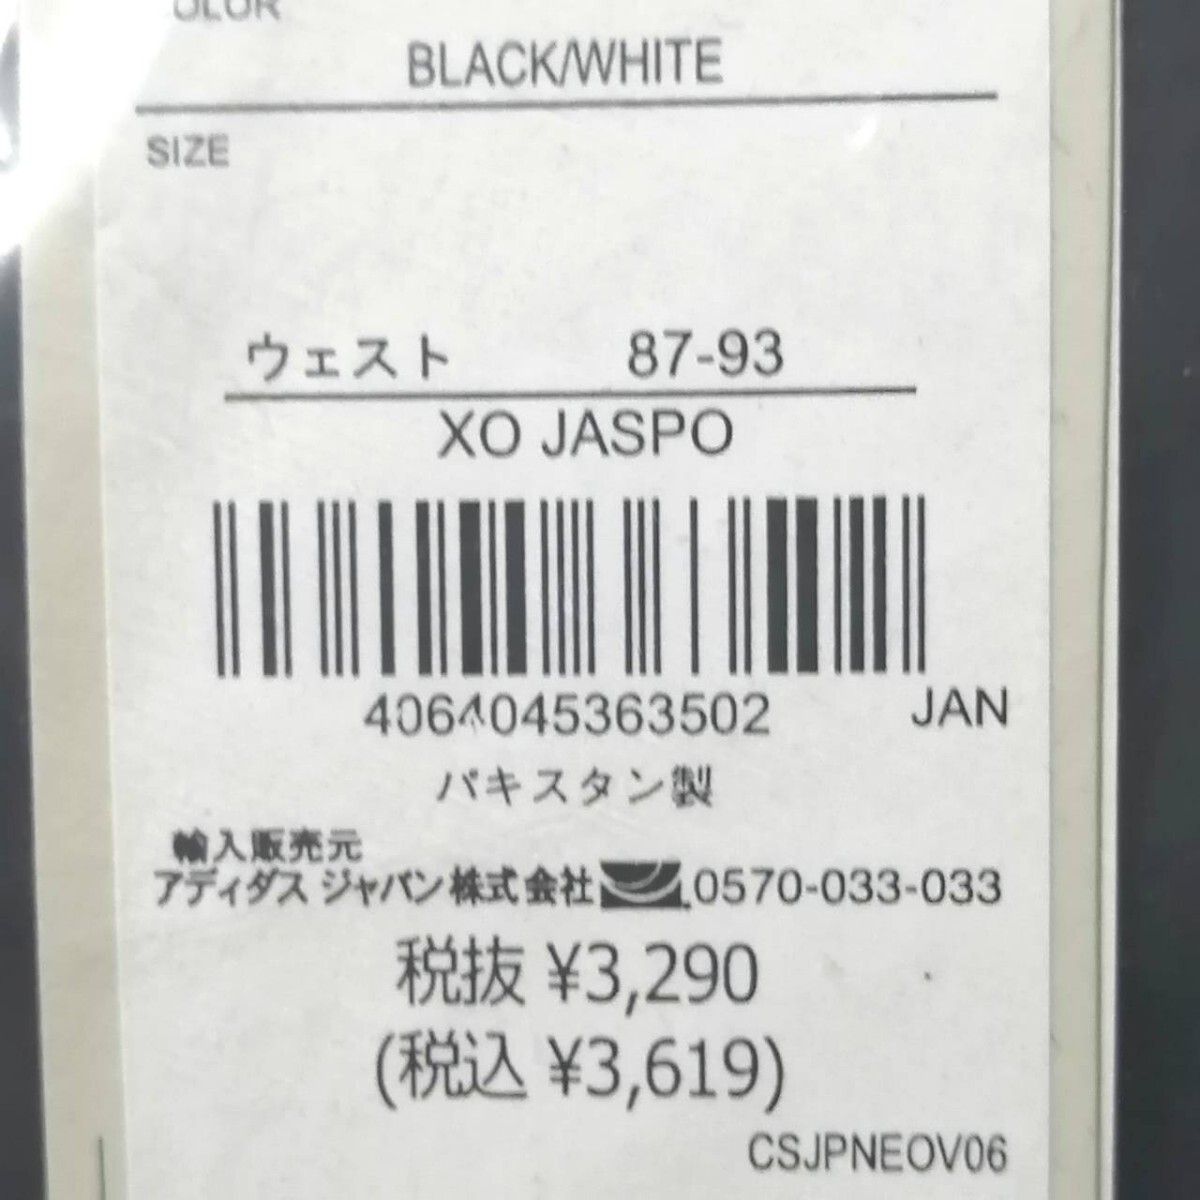 COLOR
BLACK/WHITE
SIZE
ウェスト 87-93
XO JASPO
4064045363502 JAN
パキスタン製
輸入販売元
アディダス ジャパン株式会社 0570-033-033
税抜 ¥3,290
(税込 ¥3,619)
CSJPNEOV06